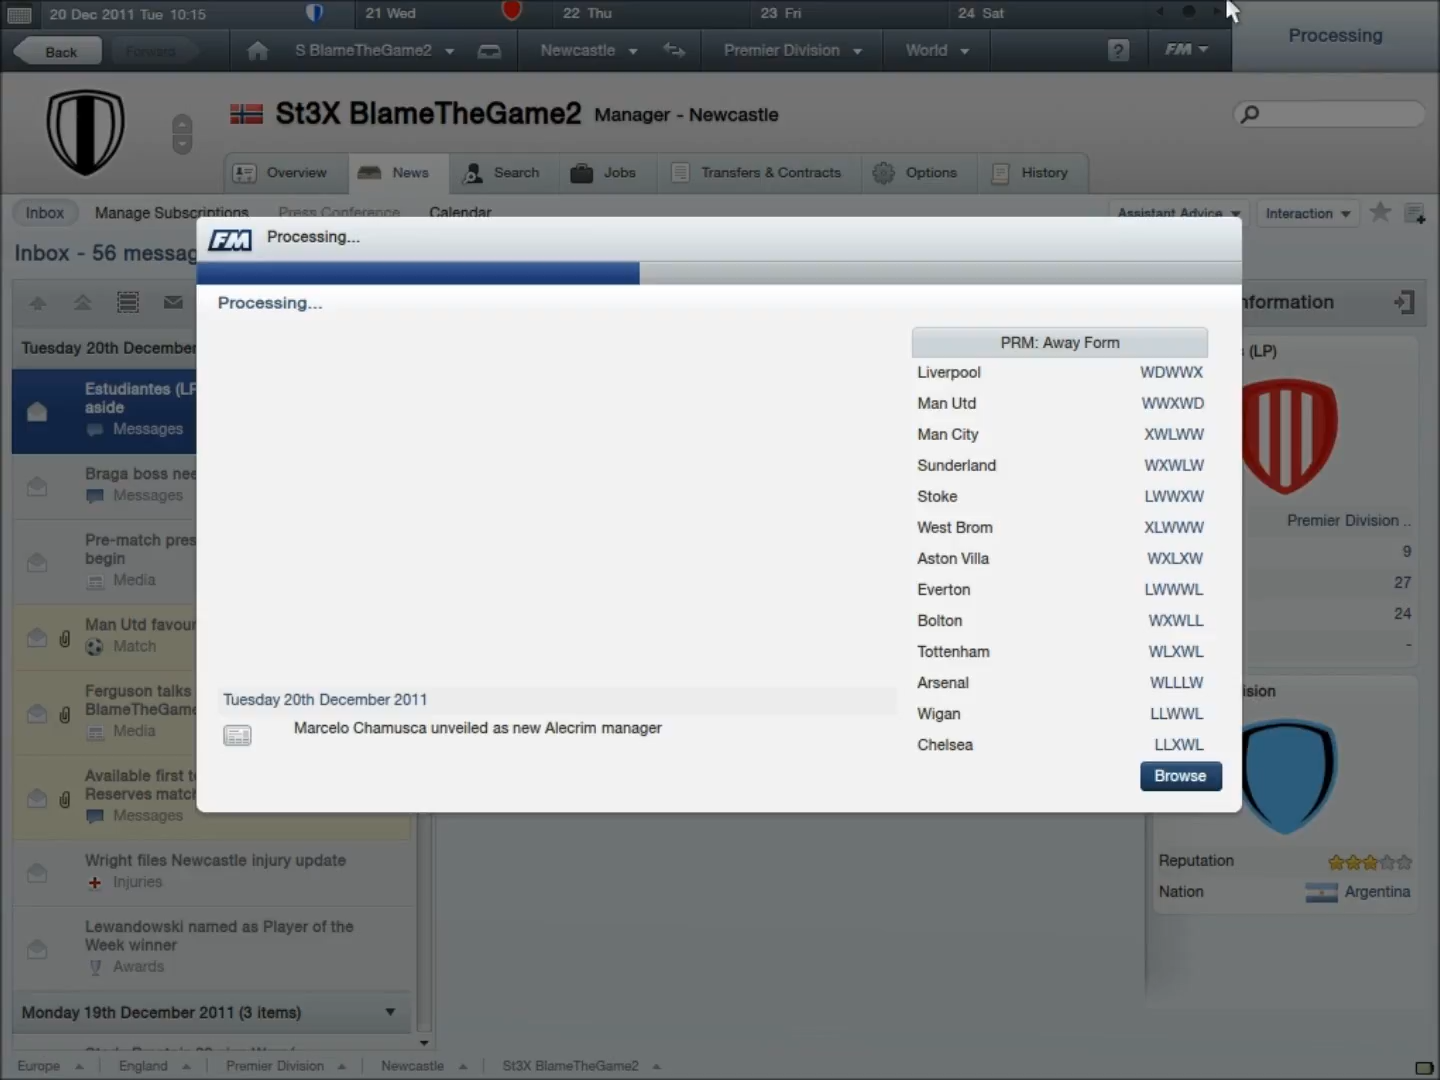 20 Dec 2011 Tue 10:15
21 Wed
22 Thu
23 Fri
24 Sat
Processing
Back
Forward
S BlameTheGame2
Newcastle
Premier Division
World
?
FM
St3X BlameTheGame2 Manager - Newcastle
Overview
News
Search
Jobs
Transfers & Contracts
Options
History
Inbox
Manage Subscriptions
Press Conference
Calendar
Assistant Advice
Interaction
Inbox - 56 messag
FM Processing...
Processing...
nformation
Tuesday 20th December
(LP)
PRM: Away Form
Liverpool WDWWX
Man Utd WWXWD
Man City XWLWW
Sunderland WXWLW
Stoke LWWXW
West Brom XLWWW
Aston Villa WXLXW
Everton LWWWL
Bolton WXWLL
Tottenham WLXWL
Arsenal WLLLW
Wigan LLWWL
Chelsea LLXWL
Browse
Tuesday 20th December 2011
Marcelo Chamusca unveiled as new Alecrim manager
Estudiantes (LP
aside
Messages
Braga boss nee
Messages
Pre-match pres
begin
Media
Man Utd favour
Match
Ferguson talks
BlameTheGame
Media
Available first t
Reserves match
Messages
Wright files Newcastle injury update
Injuries
Lewandowski named as Player of the
Week winner
Awards
Monday 19th December 2011 (3 items)
Premier Division ..
9
27
24
-
ision
Reputation
Nation Argentina
Europe
England
Premier Division
Newcastle
St3X BlameTheGame2